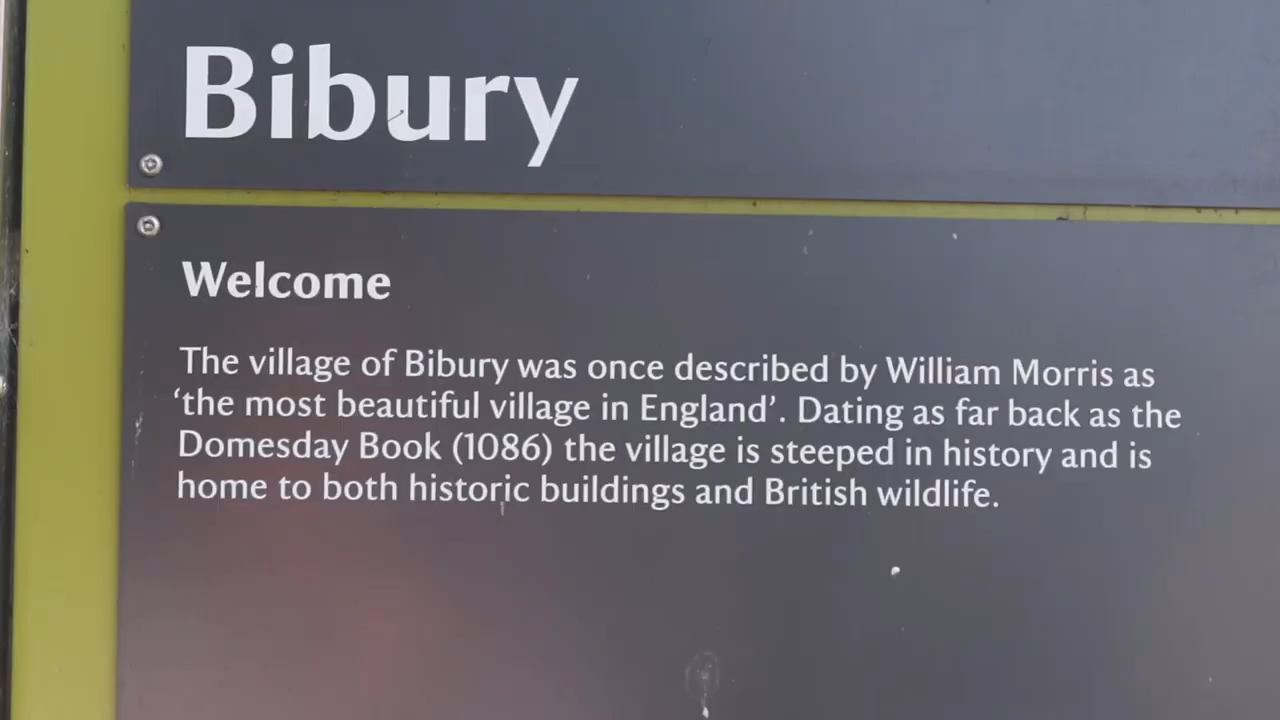 Bibury
Welcome
The village of Bibury was once described by William Morris as
‘the most beautiful village in England’. Dating as far back as the
Domesday Book (1086) the village is steeped in history and is
home to both historic buildings and British wildlife.